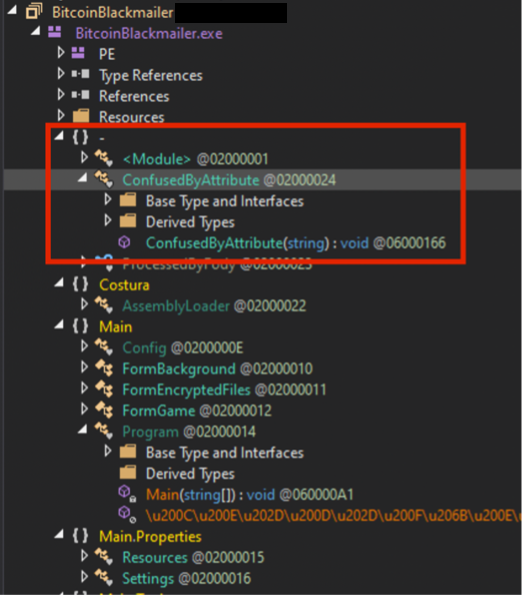 BitcoinBlackmailer
BitcoinBlackmailer.exe
PE
Type References
References
Resources
{ } -
<Module> @02000001
ConfusedByAttribute @02000024
Base Type and Interfaces
Derived Types
ConfusedByAttribute(string) : void @06000166
ProcessedByFody @02000023
{ } Costura
AssemblyLoader @02000022
{ } Main
Config @0200000E
FormBackground @02000010
FormEncryptedFiles @02000011
FormGame @02000012
Program @02000014
Base Type and Interfaces
Derived Types
Main(string[]) : void @060000A1
\u200C\u200E\u202D\u200D\u202D\u200F\u206B\u200E\
{ } Main.Properties
Resources @02000015
Settings @02000016